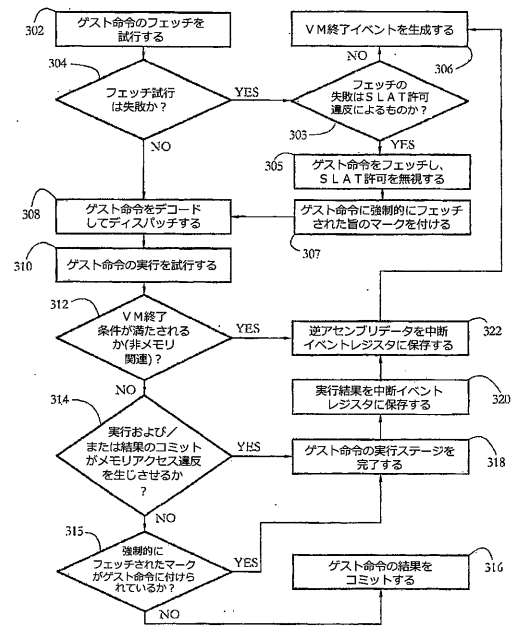 302
ゲスト命令のフェッチを
試行する
304
フェッチ試行
は失敗か？
YES
NO
ＶＭ終了イベントを生成する
306
NO
フェッチの
失敗はＳＬＡＴ許可
違反によるものか？
303
YES
305
ゲスト命令をフェッチし、
ＳＬＡＴ許可を無視する
ゲスト命令に強制的にフェッチ
された旨のマークを付ける
307
308
ゲスト命令をデコード
してディスパッチする
310
ゲスト命令の実行を試行する
312
ＶＭ終了
条件が満たされる
か(非メモリ
関連)？
YES
NO
逆アセンブリデータを中断
イベントレジスタに保存する
322
実行結果を中断イベント
レジスタに保存する
320
314
実行および／
または結果のコミット
がメモリアクセス違反
を生じさせるか
？
YES
NO
ゲスト命令の実行ステージを
完了する
318
315
強制的に
フェッチされたマーク
がゲスト命令に付けら
れているか？
YES
NO
ゲスト命令の結果を
コミットする
316